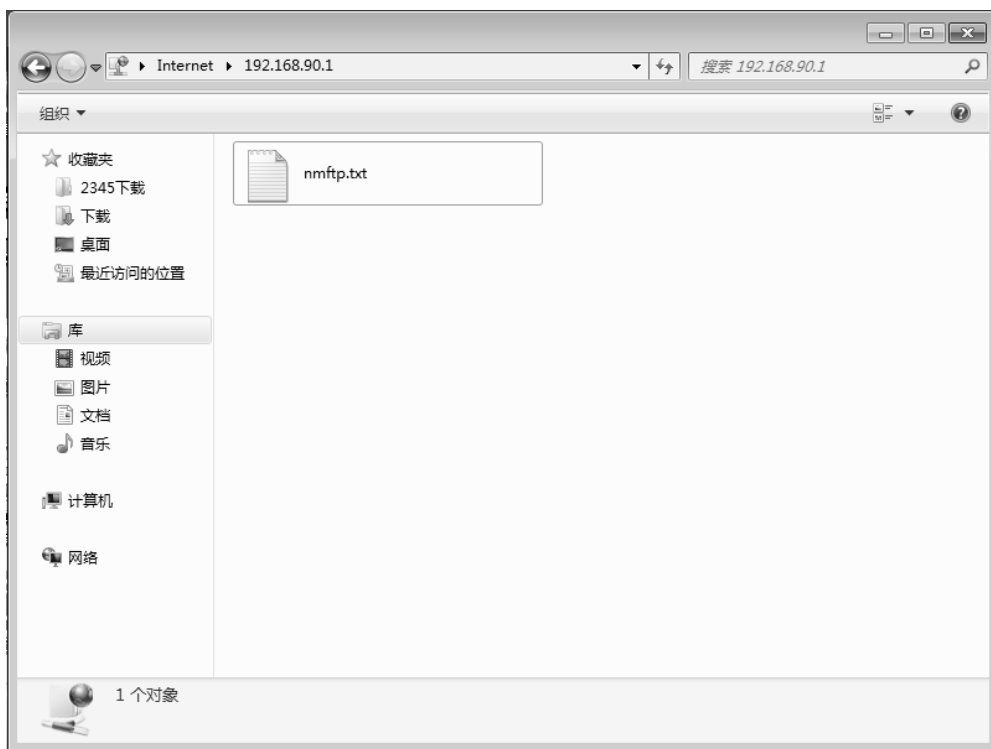 Internet 192.168.90.1
搜索 192.168.90.1
组织
收藏夹
2345下载
下载
桌面
最近访问的位置
库
视频
图片
文档
音乐
计算机
网络
nmftp.txt
1 个对象